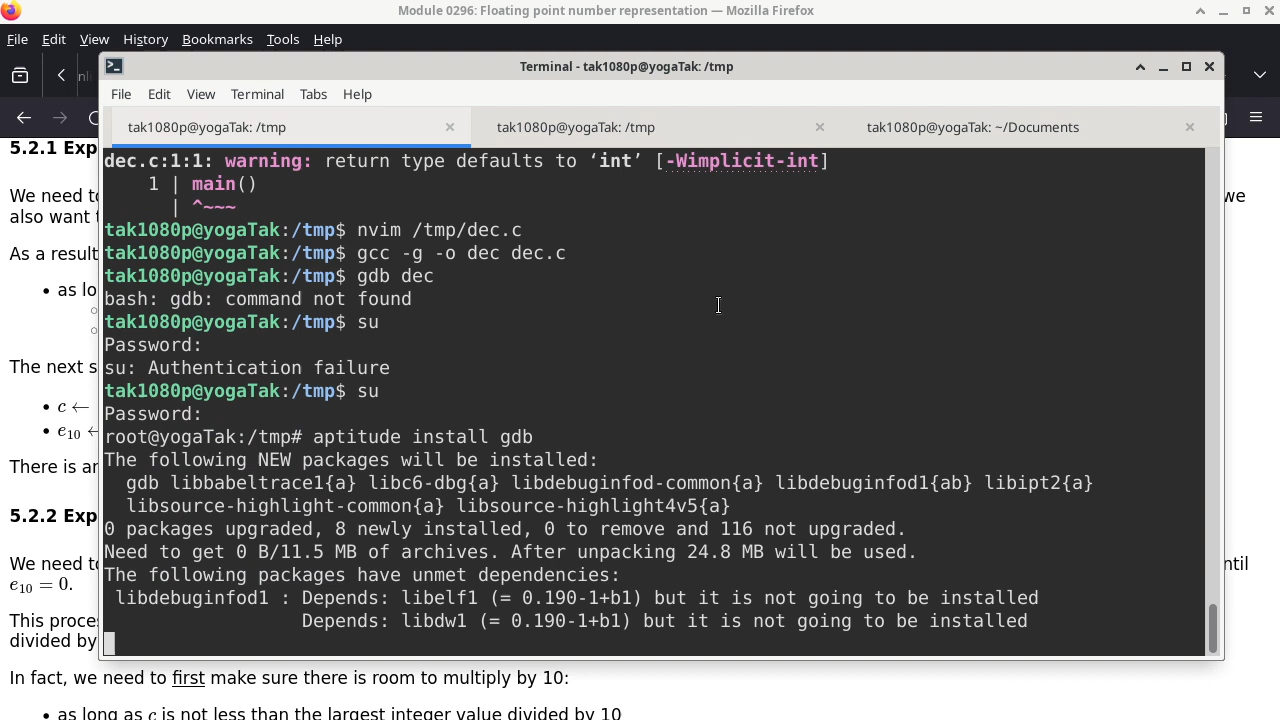 Module 0296: Floating point number representation — Mozilla Firefox
File Edit View History Bookmarks Tools Help
Terminal - tak1080p@yogaTak: /tmp
File Edit View Terminal Tabs Help
tak1080p@yogaTak: /tmp tak1080p@yogaTak: /tmp tak1080p@yogaTak: ~/Documents
dec.c:1:1: warning: return type defaults to ‘int’ [-Wimplicit-int]
1 | main()
| ^~~~
tak1080p@yogaTak:/tmp$ nvim /tmp/dec.c
tak1080p@yogaTak:/tmp$ gcc -g -o dec dec.c
tak1080p@yogaTak:/tmp$ gdb dec
bash: gdb: command not found
tak1080p@yogaTak:/tmp$ su
Password:
su: Authentication failure
tak1080p@yogaTak:/tmp$ su
Password:
root@yogaTak:/tmp# aptitude install gdb
The following NEW packages will be installed:
gdb libbabeltrace1{a} libc6-dbg{a} libdebuginfod-common{a} libdebuginfod1{ab} libipt2{a}
libsource-highlight-common{a} libsource-highlight4v5{a}
0 packages upgraded, 8 newly installed, 0 to remove and 116 not upgraded.
Need to get 0 B/11.5 MB of archives. After unpacking 24.8 MB will be used.
The following packages have unmet dependencies:
libdebuginfod1 : Depends: libelf1 (= 0.190-1+b1) but it is not going to be installed
Depends: libdw1 (= 0.190-1+b1) but it is not going to be installed
5.2.1 Exp
We need to we
also want
As a result
• as lo
The next s
• c ←
• e₁₀ ←
There is an
5.2.2 Exp
We need to ntil
e₁₀ = 0.
This proce
divided by
In fact, we need to first make sure there is room to multiply by 10:
• as long as c is not less than the largest integer value divided by 10